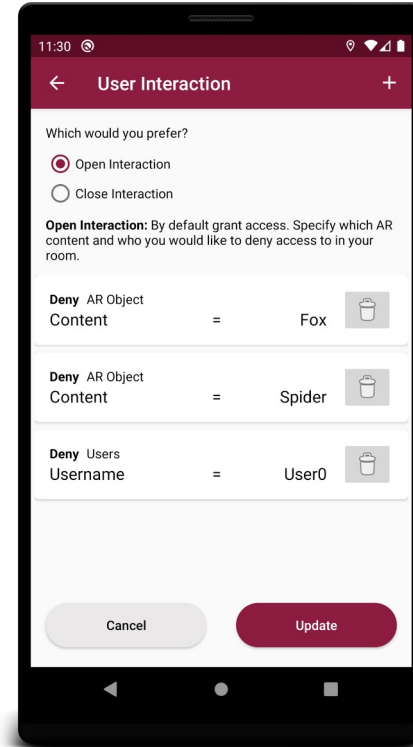 11:30
User Interaction +
Which would you prefer?
Open Interaction
Close Interaction
Open Interaction: By default grant access. Specify which AR
content and who you would like to deny access to in your
room.
Deny AR Object
Content = Fox
Deny AR Object
Content = Spider
Deny Users
Username = User0
Cancel Update